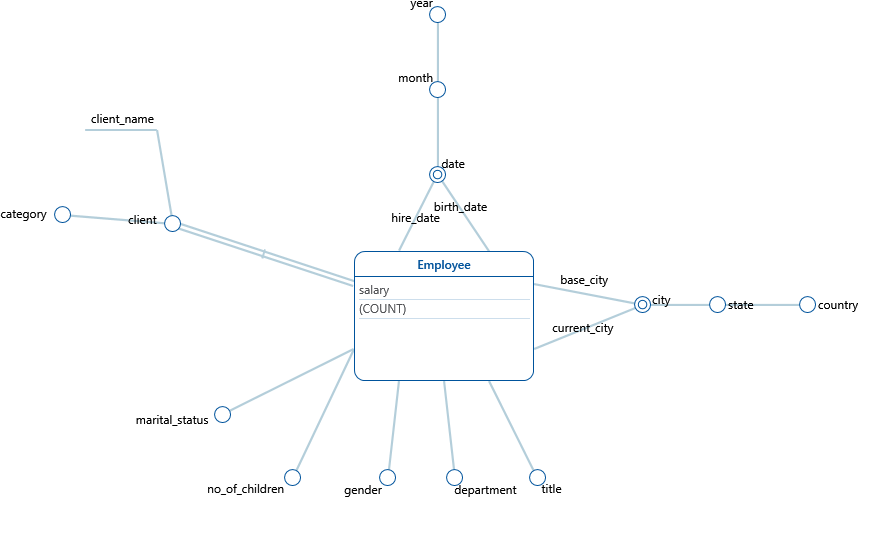 year
month
client_name
date
birth_date
hire_date
category
client
Employee
salary
(COUNT)
base_city
city
state
country
current_city
marital_status
no_of_children
gender
department
title